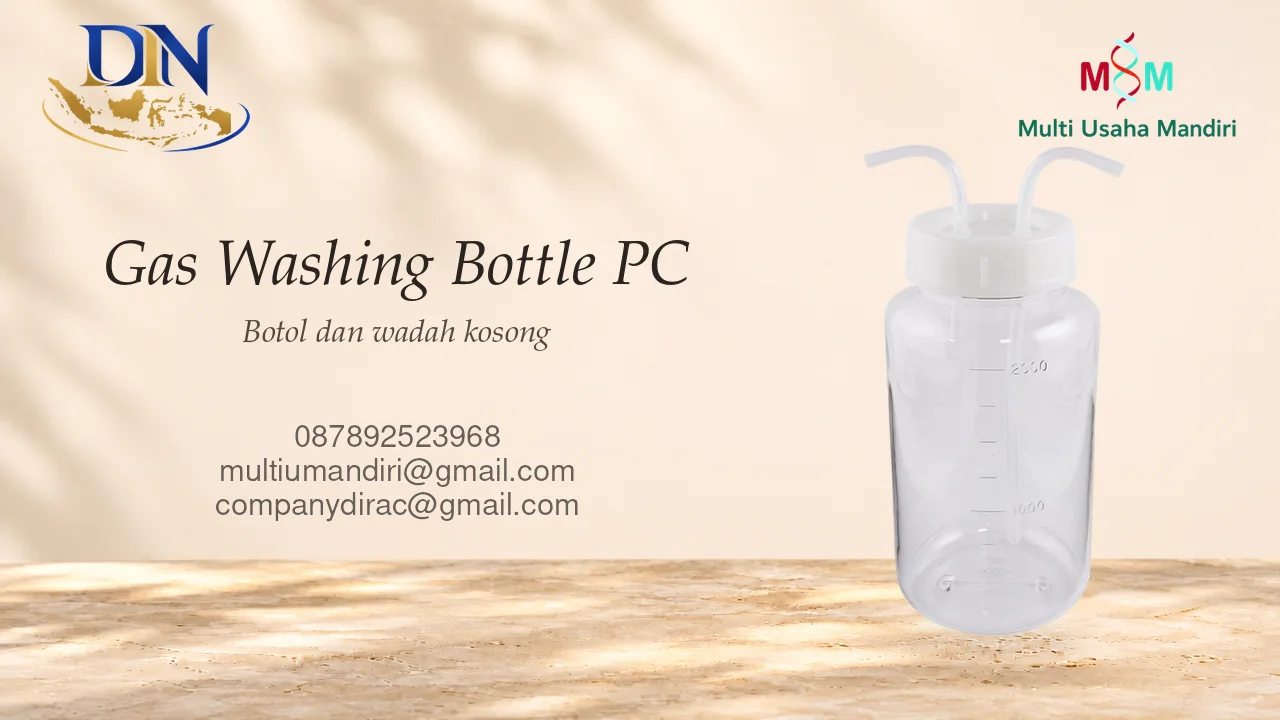 DIN
M M
Multi Usaha Mandiri
Gas Washing Bottle PC
Botol dan wadah kosong
2000
087892523968
multiumandiri@gmail.com
companydirac@gmail.com
1000